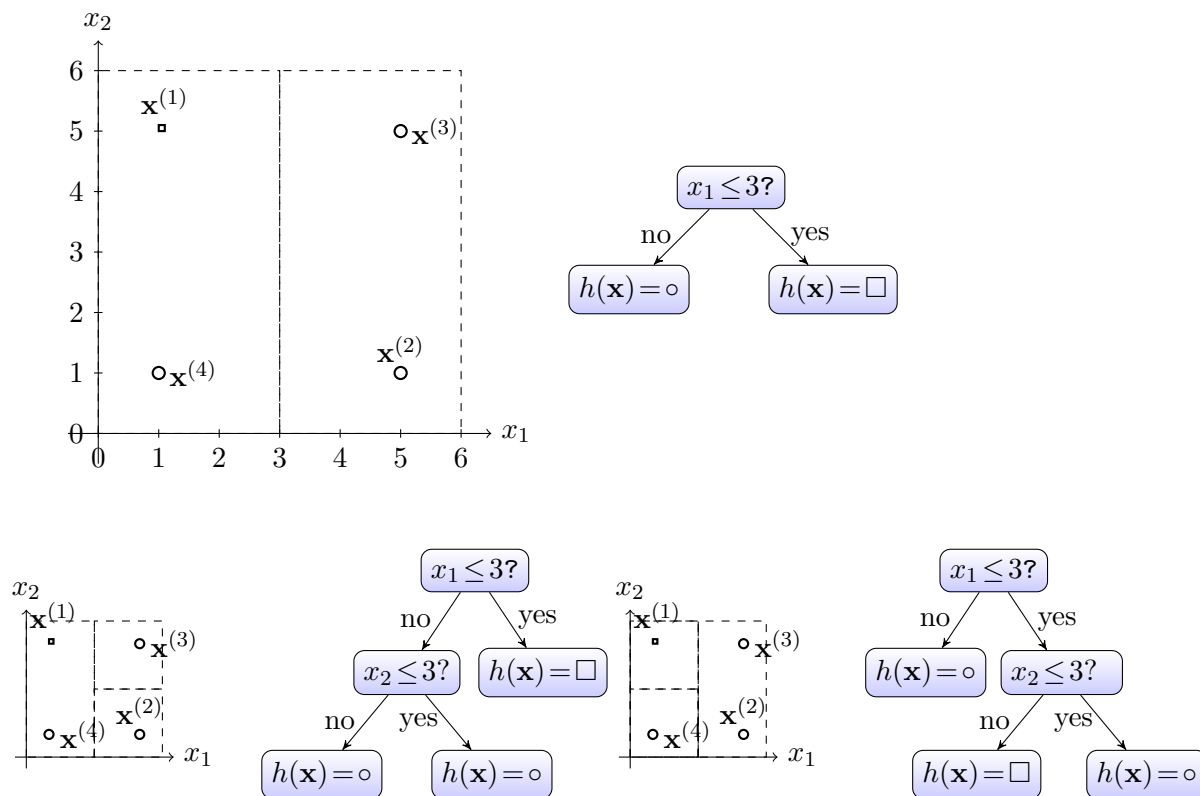 x₂
6
x⁽¹⁾
5
x⁽³⁾
4
3
2
x⁽²⁾
1
x⁽⁴⁾
0
x₁
0 1 2 3 4 5 6
x₁ ≤ 3?
no yes
h(x) = ○ h(x) = □
x₂
x⁽¹⁾
x⁽³⁾
x⁽²⁾
x⁽⁴⁾
x₁
x₁ ≤ 3?
no yes
x₂ ≤ 3? h(x) = □
no yes
h(x) = ○ h(x) = ○
x₂
x⁽¹⁾
x⁽³⁾
x⁽²⁾
x⁽⁴⁾
x₁
x₁ ≤ 3?
no yes
h(x) = ○ x₂ ≤ 3?
no yes
h(x) = □ h(x) = ○